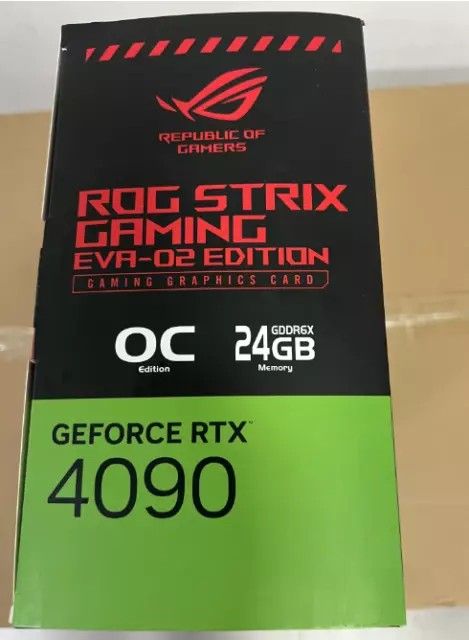 REPUBLIC OF
GAMERS
ROG STRIX
GAMING
EVA-02 EDITION
GAMING GRAPHICS CARD
OC
Edition
24GB
GDDR6X
Memory
GEFORCE RTX™
4090